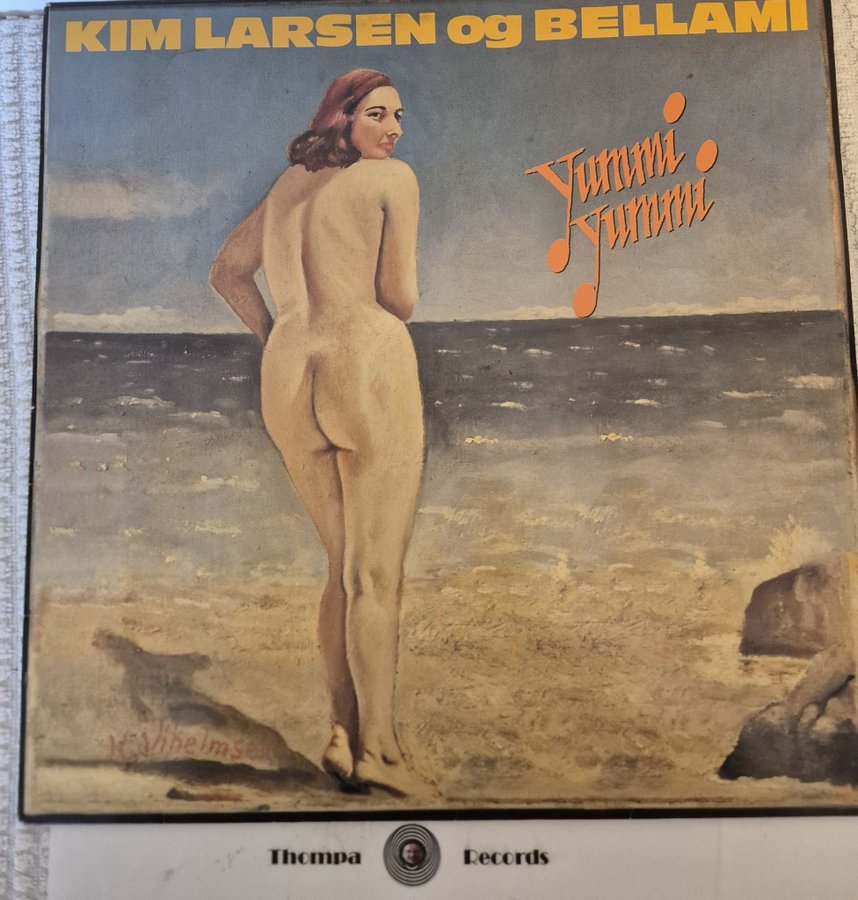 KIM LARSEN og BELLAMI
Yummi
Yummi
Thompa Records